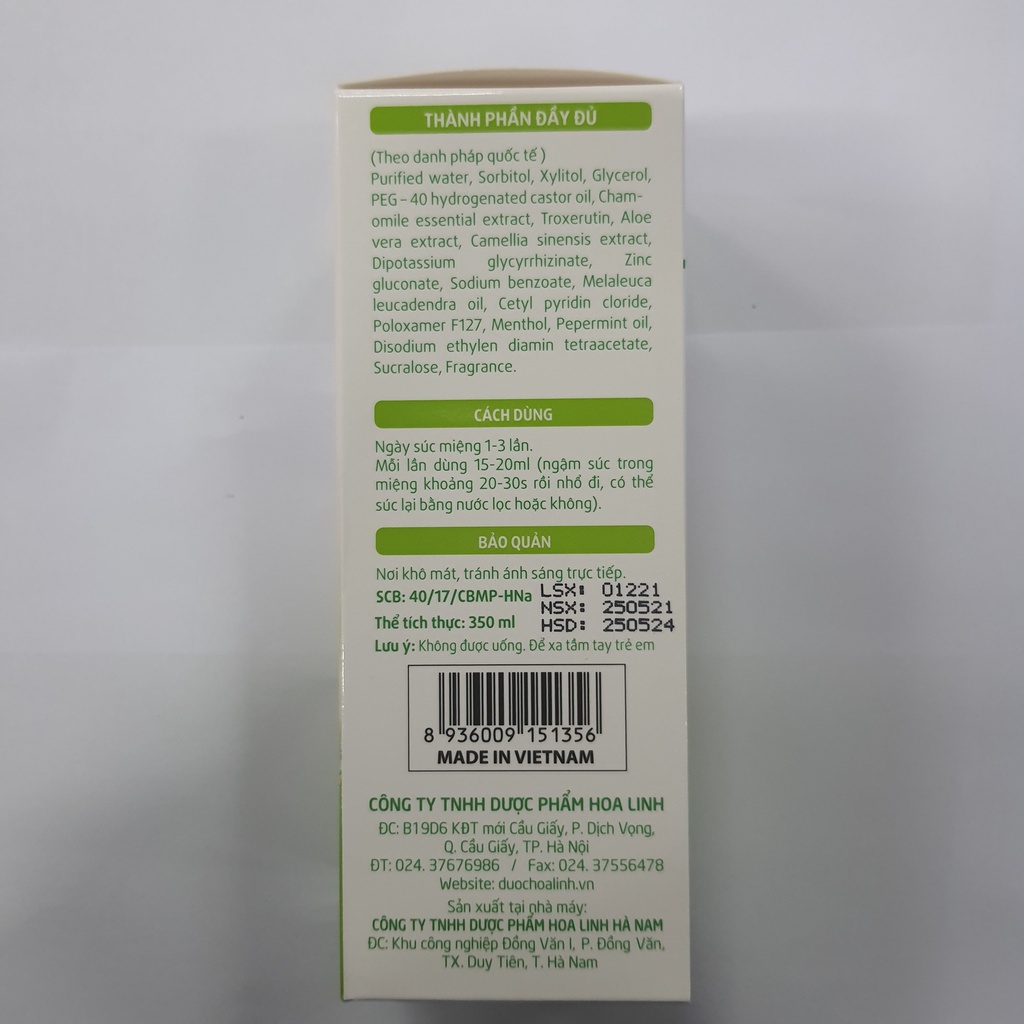 THÀNH PHẦN ĐẦY ĐỦ
(Theo danh pháp quốc tế )
Purified water, Sorbitol, Xylitol, Glycerol,
PEG – 40 hydrogenated castor oil, Cham-
omile essential extract, Troxerutin, Aloe
vera extract, Camellia sinensis extract,
Dipotassium glycyrrhizinate, Zinc
gluconate, Sodium benzoate, Melaleuca
leucadendra oil, Cetyl pyridin cloride,
Poloxamer F127, Menthol, Pepermint oil,
Disodium ethylen diamin tetraacetate,
Sucralose, Fragrance.
CÁCH DÙNG
Ngày súc miệng 1-3 lần.
Mỗi lần dùng 15-20ml (ngậm súc trong
miệng khoảng 20-30s rồi nhổ đi, có thể
súc lại bằng nước lọc hoặc không).
BẢO QUẢN
Nơi khô mát, tránh ánh sáng trực tiếp.
SCB: 40/17/CBMP-HNa
Thể tích thực: 350 ml
LSX: 01221
NSX: 250521
HSD: 250524
Lưu ý: Không được uống. Để xa tầm tay trẻ em
8 936009 151356
MADE IN VIETNAM
CÔNG TY TNHH DƯỢC PHẨM HOA LINH
ĐC: B19D6 KĐT mới Cầu Giấy, P. Dịch Vọng,
Q. Cầu Giấy, TP. Hà Nội
ĐT: 024. 37676986 / Fax: 024. 37556478
Website: duochoalinh.vn
Sản xuất tại nhà máy:
CÔNG TY TNHH DƯỢC PHẨM HOA LINH HÀ NAM
ĐC: Khu công nghiệp Đồng Văn I, P. Đồng Văn,
TX. Duy Tiên, T. Hà Nam